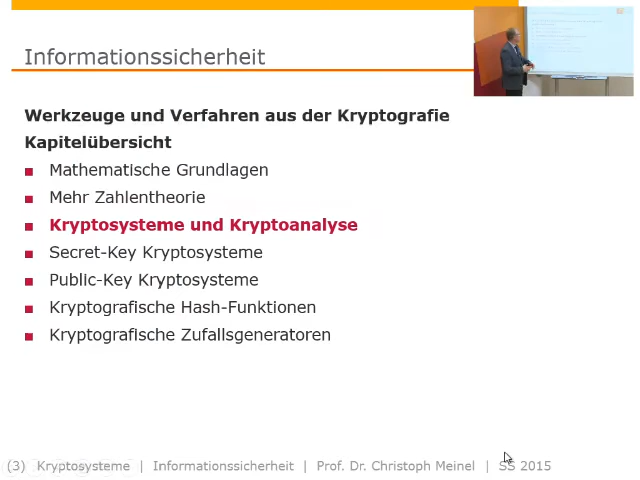 Informationssicherheit
Werkzeuge und Verfahren aus der Kryptografie
Kapitelübersicht
Mathematische Grundlagen
Mehr Zahlentheorie
Kryptosysteme und Kryptoanalyse
Secret-Key Kryptosysteme
Public-Key Kryptosysteme
Kryptografische Hash-Funktionen
Kryptografische Zufallsgeneratoren
(3) Kryptosysteme | Informationssicherheit | Prof. Dr. Christoph Meinel | SS 2015